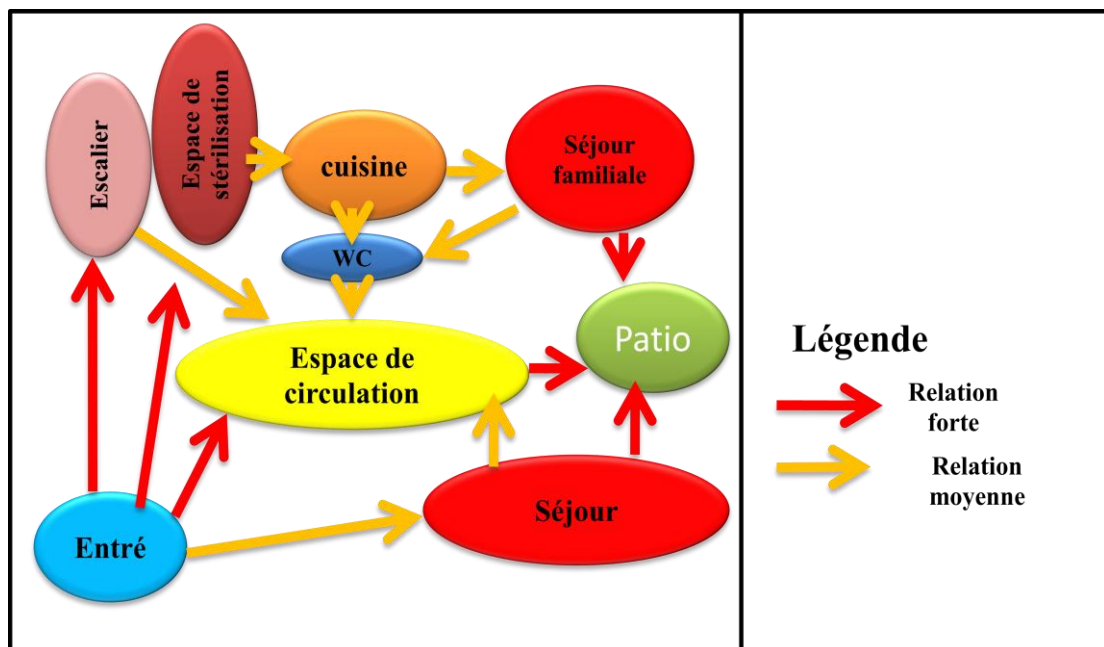 Escalier
Espace de
stérilisation
cuisine
Séjour
familiale
WC
Espace de
circulation
Patio
Entré
Séjour
Légende
Relation
forte
Relation
moyenne